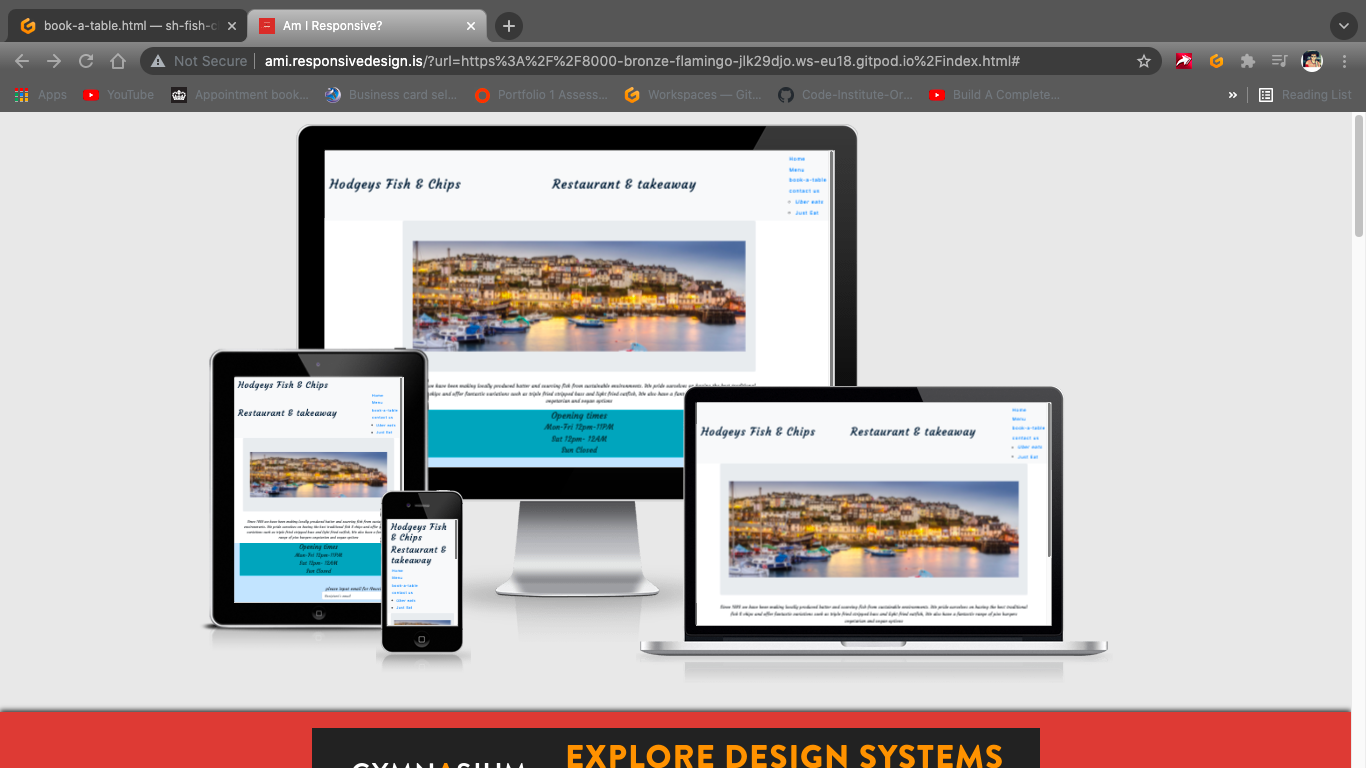 book-a-table.html — sh-fish-c
Am I Responsive?
Not Secure
ami.responsivedesign.is/?url=https%3A%2F%2F8000-bronze-flamingo-jlk29djo.ws-eu18.gitpod.io%2Findex.html#
Apps
YouTube
Appointment book...
Business card sel...
Portfolio 1 Assess...
Workspaces — Git...
Code-Institute-Or...
Build A Complete...
»
Reading List
Hodgeys Fish & Chips
Restaurant & takeaway
Home
Menu
book-a-table
contact us
Uber eats
Just Eat
have been making locally produced batter and sourcing fish from sustainable environments. We pride ourselves on having the best traditional
chips and offer fantastic variations such as triple fried stripped bass and light fried catfish, We also have a fan
vegetarian and vegan options
Opening times
Mon-Fri 12pm-11PM
Sat 12pm- 12AM
Sun Closed
Hodgeys Fish & Chips
Restaurant & takeaway
Home
Menu
book-a-table
contact us
Uber eats
Just Eat
Opening times
Mon-Fri 12pm-11PM
Sat 12pm- 12AM
Sun Closed
please input email for
Hodgeys Fish
& Chips
Restaurant &
takeaway
Home
Menu
book-a-table
contact us
Uber eats
Just Eat
Hodgeys Fish & Chips
Restaurant & takeaway
Home
Menu
book-a-table
contact us
Uber eats
Just Eat
Since 1999 we have been making locally produced batter and sourcing fish from sustainable environments. We pride ourselves on having the best traditional
fish & chips and offer fantastic variations such as triple fried stripped bass and light fried catfish, We also have a fantastic range of pine burgers
vegetarian and vegan options
GYMNASIUM
EXPLORE DESIGN SYSTEMS